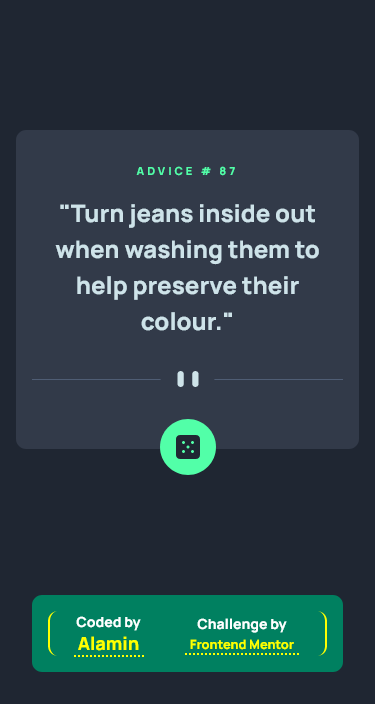 ADVICE # 87
"Turn jeans inside out
when washing them to
help preserve their
colour."
Coded by
Alamin
Challenge by
Frontend Mentor